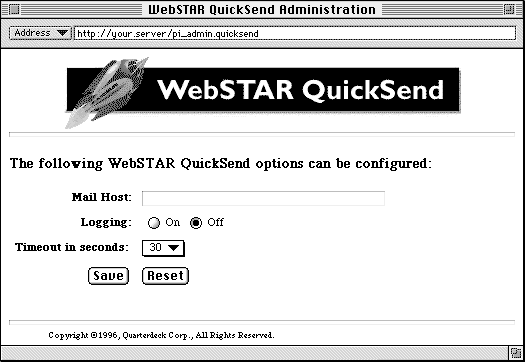 WebSTAR QuickSend Administration
Address http://your.server/pi_admin.quicksend
WebSTAR QuickSend
The following WebSTAR QuickSend options can be configured:
Mail Host:
Logging: On Off
Timeout in seconds: 30
Save Reset
Copyright ©1996, Quarterdeck Corp., All Rights Reserved.